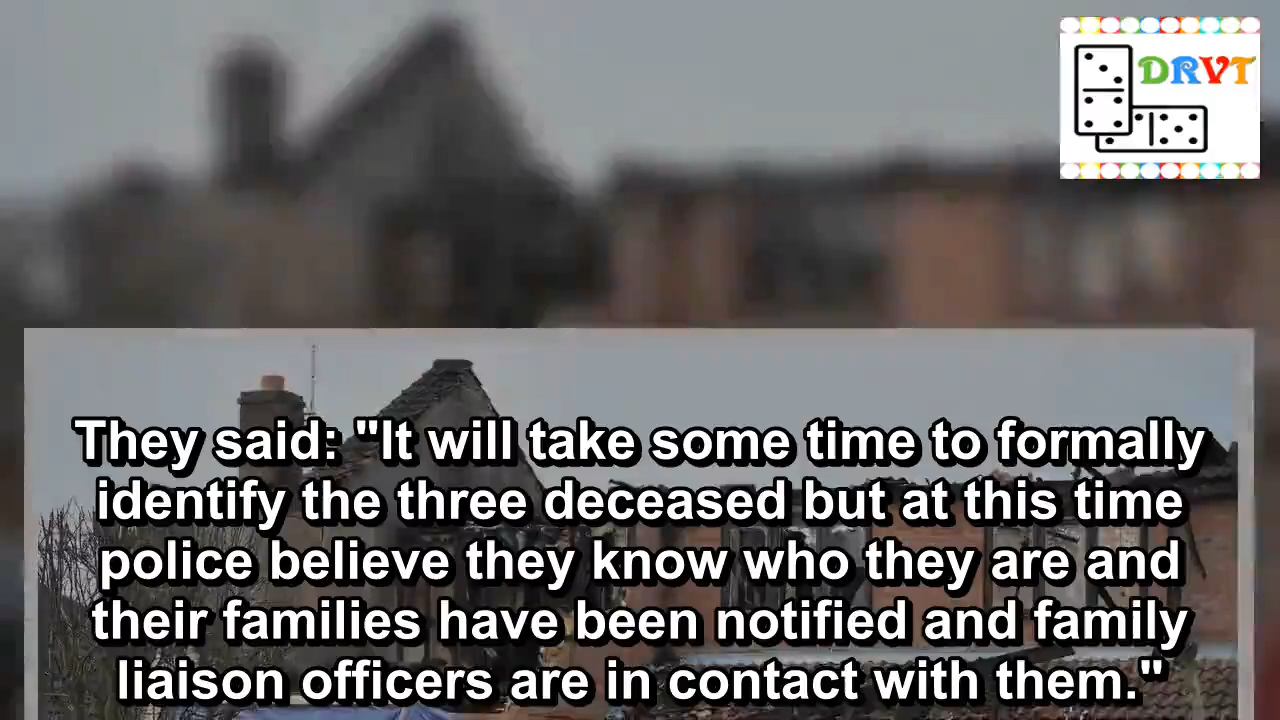 DRVT
They said: "It will take some time to formally
identify the three deceased but at this time
police believe they know who they are and
their families have been notified and family
liaison officers are in contact with them."